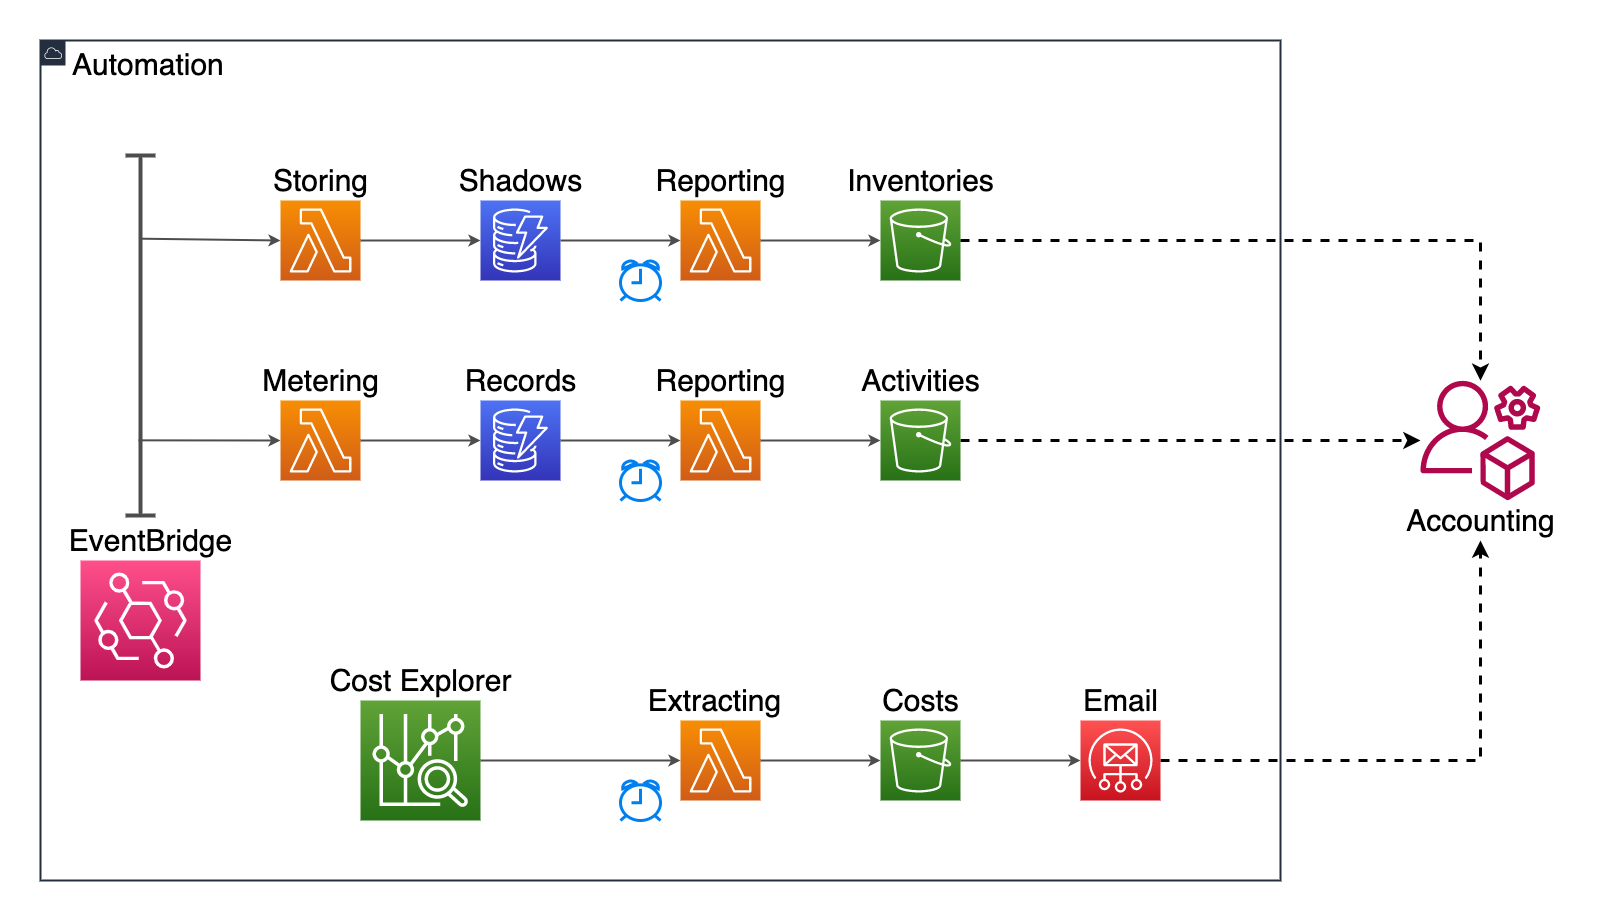 Automation
Storing
Shadows
Reporting
Inventories
Metering
Records
Reporting
Activities
Accounting
EventBridge
Cost Explorer
Extracting
Costs
Email